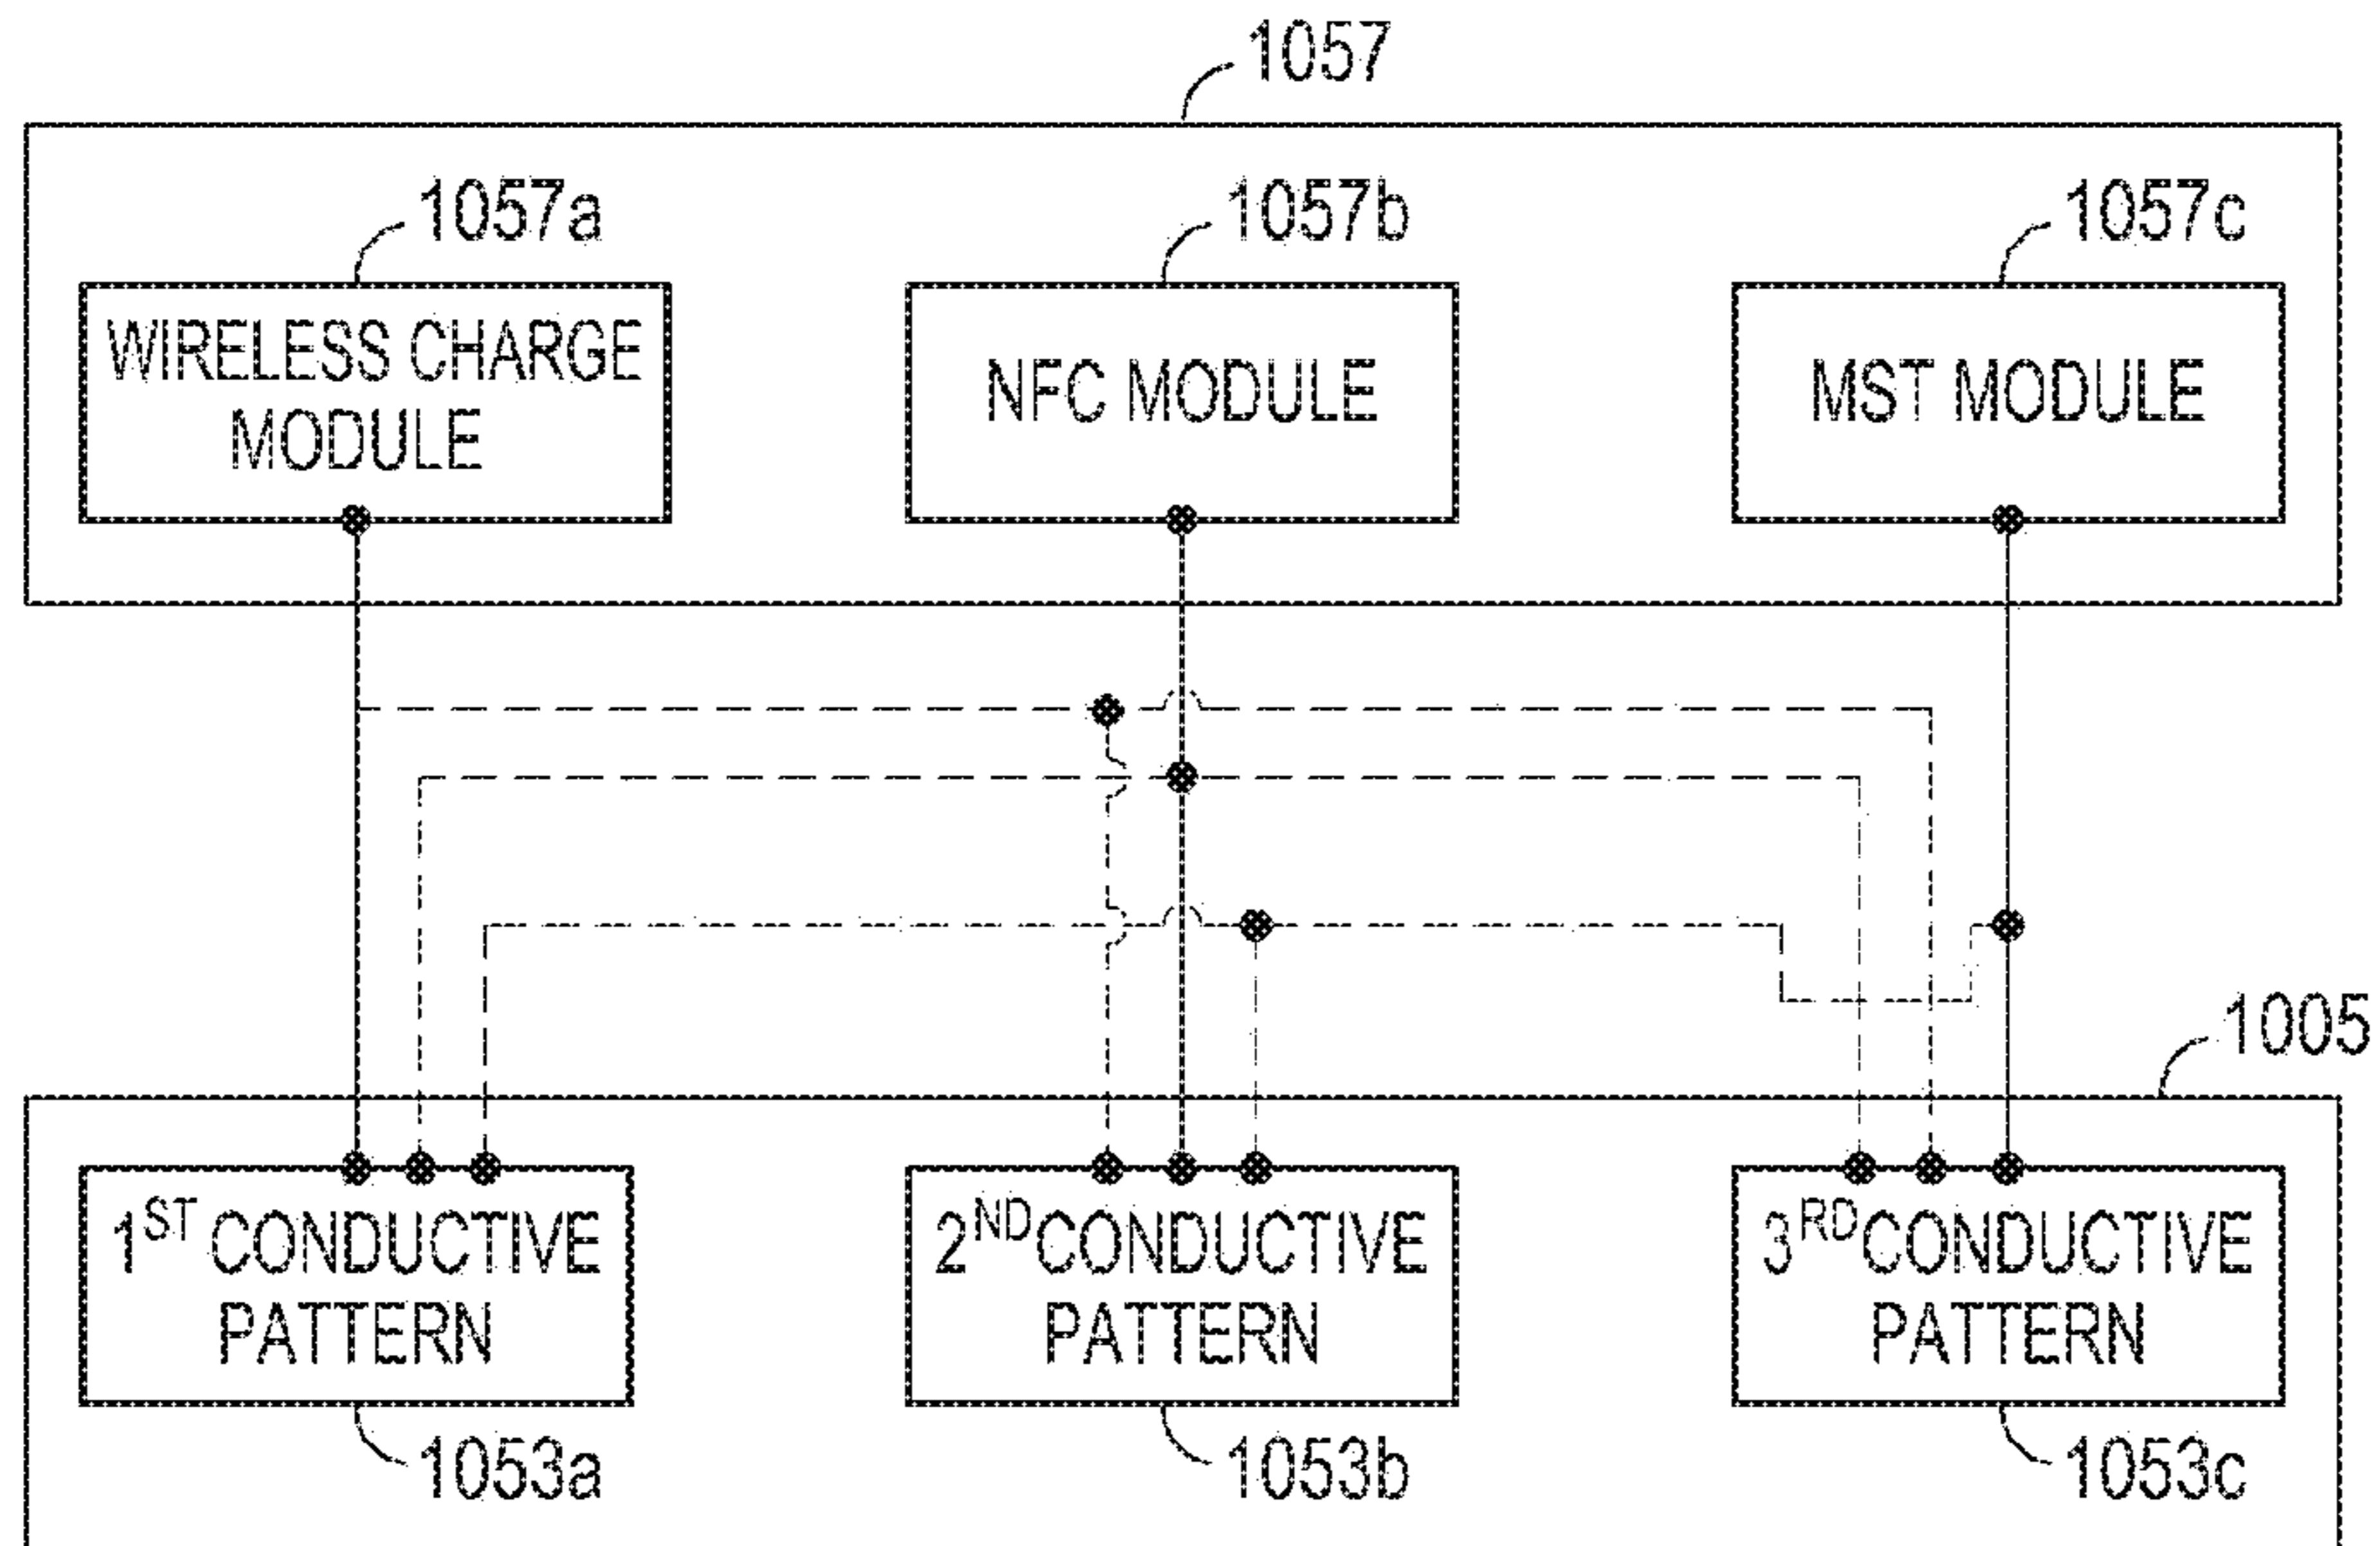 1057
1057a
1057b
1057c
WIRELESS CHARGE
MODULE
NFC MODULE
MST MODULE
1005
1ST CONDUCTIVE
PATTERN
2ND CONDUCTIVE
PATTERN
3RD CONDUCTIVE
PATTERN
1053a
1053b
1053c